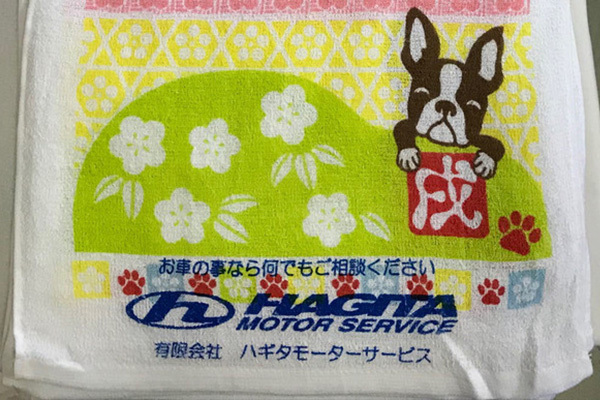 戌
お車の事なら何でもご相談ください
HAGITA
MOTOR SERVICE
有限会社 ハギタモーターサービス